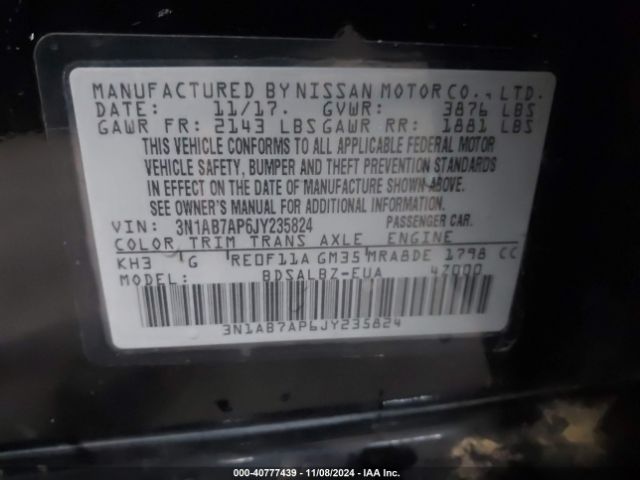 MANUFACTURED BY NISSAN MOTOR CO., LTD.
DATE: 11/17. GVWR: 3876 LBS
GAWR FR: 2143 LBS GAWR RR: 1881 LBS
THIS VEHICLE CONFORMS TO ALL APPLICABLE FEDERAL MOTOR
VEHICLE SAFETY, BUMPER AND THEFT PREVENTION STANDARDS
IN EFFECT ON THE DATE OF MANUFACTURE SHOWN ABOVE.
SEE OWNER'S MANUAL FOR ADDITIONAL INFORMATION.
VIN: 3N1AB7AP6JY235824 PASSENGER CAR.
COLOR TRIM TRANS AXLE ENGINE
KH3 G RE0F11A GM35 MRA8DE 1798 CC
MODEL: BDSALBZ-EUA 42000
3N1AB7AP6JY235824
000-40777439 - 11/08/2024 - IAA Inc.